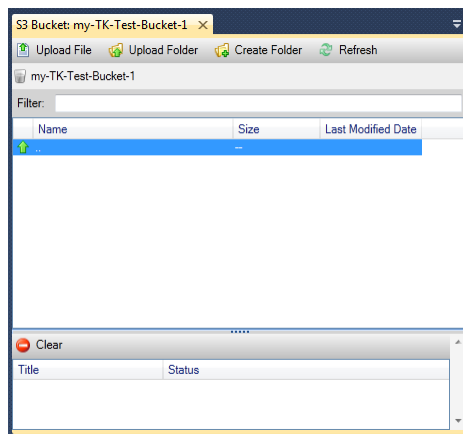 S3 Bucket: my-TK-Test-Bucket-1
Upload File Upload Folder Create Folder Refresh
my-TK-Test-Bucket-1
Filter:
Name Size Last Modified Date
.. --
Clear
Title Status